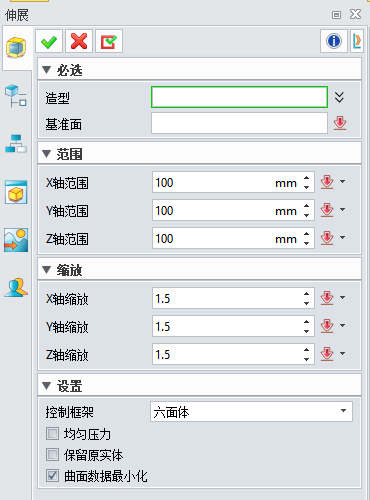 伸展
必选
造型
基准面
范围
X轴范围 100 mm
Y轴范围 100 mm
Z轴范围 100 mm
缩放
X轴缩放 1.5
Y轴缩放 1.5
Z轴缩放 1.5
设置
控制框架 六面体
均匀压力
保留原实体
曲面数据最小化